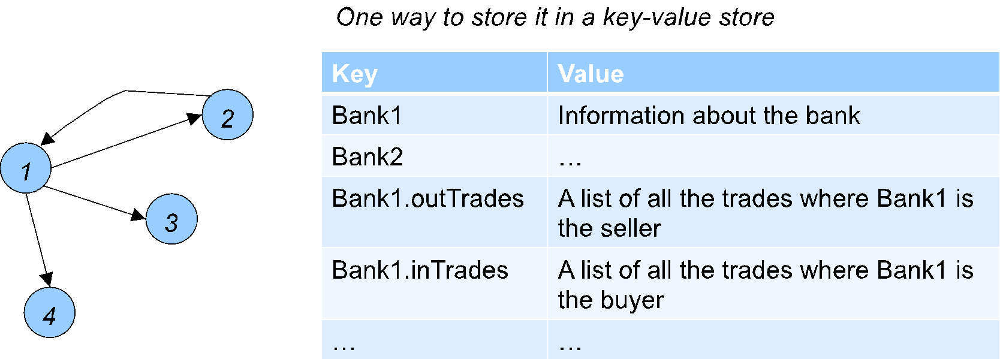 One way to store it in a key-value store
2
1
3
4
Key Value
Bank1 Information about the bank
Bank2 …
Bank1.outTrades A list of all the trades where Bank1 is
the seller
Bank1.inTrades A list of all the trades where Bank1 is
the buyer
… …